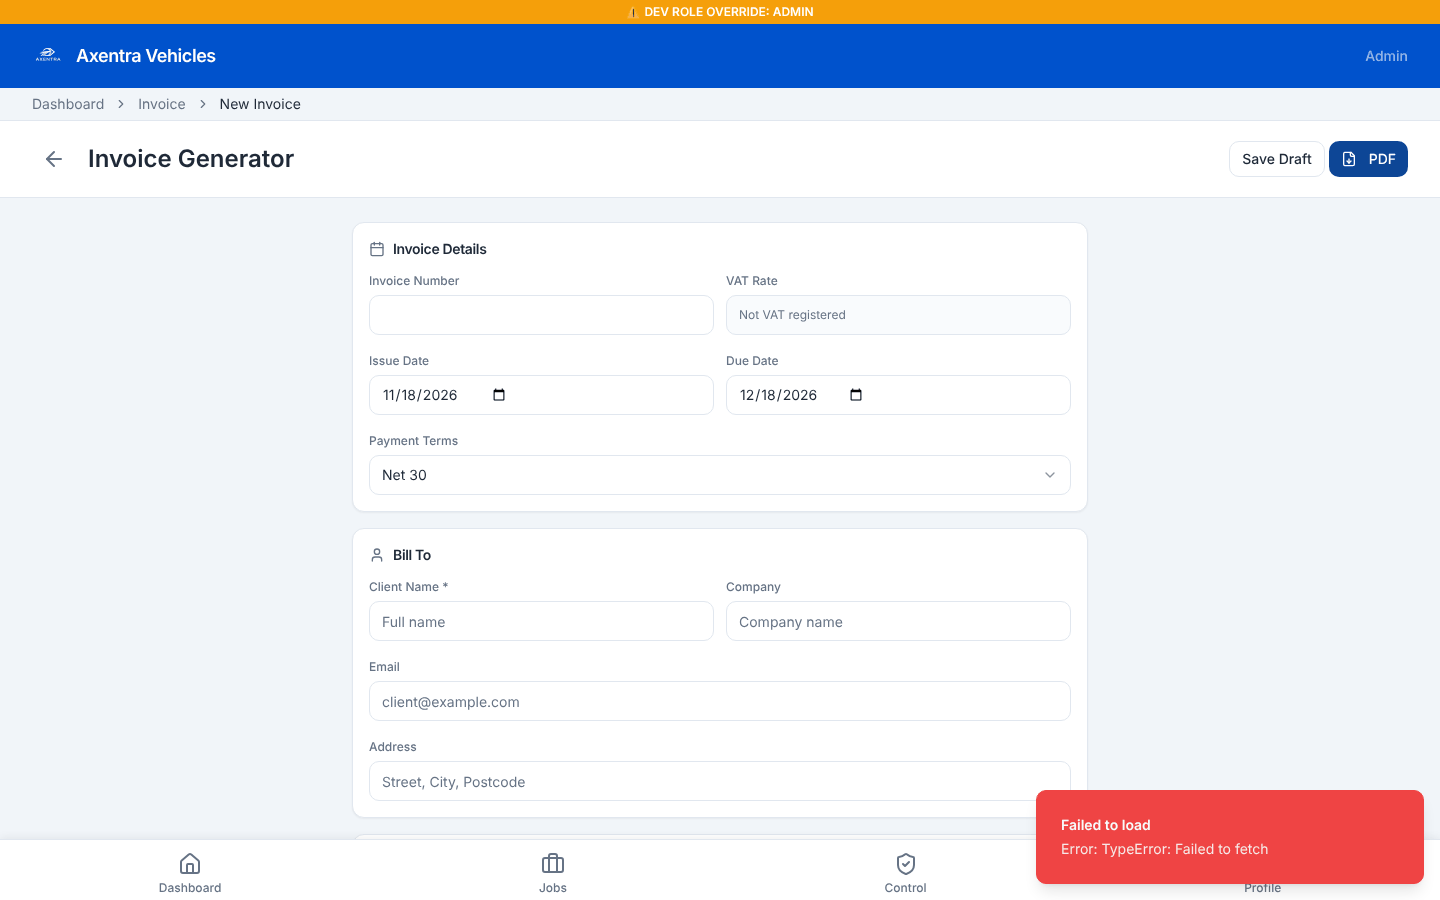 ⚠️ DEV ROLE OVERRIDE: ADMIN
AXENTRA
Axentra Vehicles
Admin
Dashboard > Invoice > New Invoice
Invoice Generator
Save Draft
PDF
Invoice Details
Invoice Number
VAT Rate
Not VAT registered
Issue Date
Due Date
11/18/2026
12/18/2026
Payment Terms
Net 30
Bill To
Client Name *
Company
Full name
Company name
Email
client@example.com
Address
Street, City, Postcode
Failed to load
Error: TypeError: Failed to fetch
Dashboard
Jobs
Control
Profile